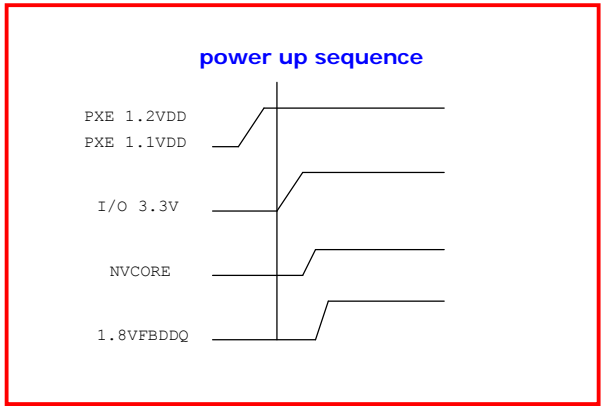 power up sequence
PXE 1.2VDD
PXE 1.1VDD
I/O 3.3V
NVCORE
1.8VFBDDQ